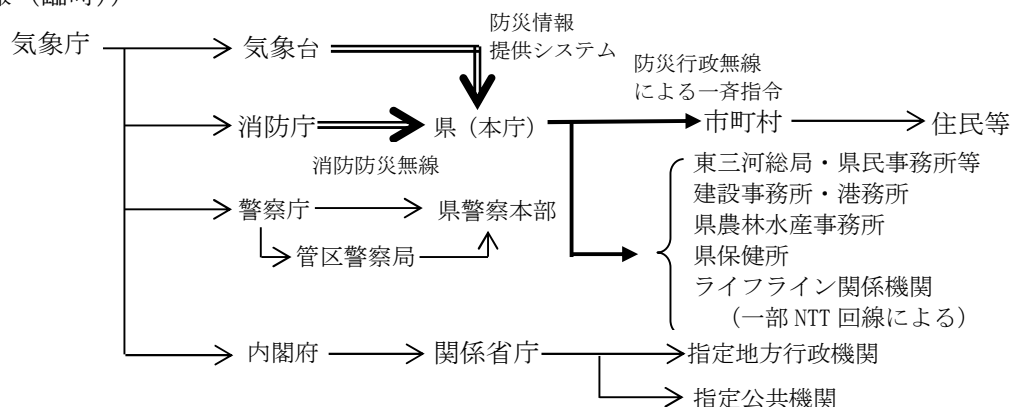 報（臨時））
防災情報
提供システム
気象庁
気象台
防災行政無線
による一斉指令
消防庁
県（本庁）
市町村
住民等
消防防災無線
東三河総局・県民事務所等
建設事務所・港務所
県農林水産事務所
県保健所
ライフライン関係機関
（一部 NTT 回線による）
警察庁
県警察本部
管区警察局
内閣府
関係省庁
指定地方行政機関
指定公共機関